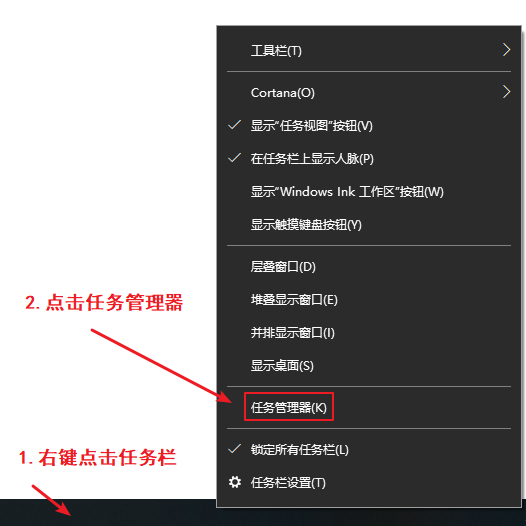 工具栏(T)
Cortana(O)
显示“任务视图”按钮(V)
在任务栏上显示人脉(P)
显示“Windows Ink 工作区”按钮(W)
显示触摸键盘按钮(Y)
层叠窗口(D)
堆叠显示窗口(E)
并排显示窗口(I)
显示桌面(S)
2.点击任务管理器
任务管理器(K)
锁定所有任务栏(L)
1.右键点击任务栏
任务栏设置(T)